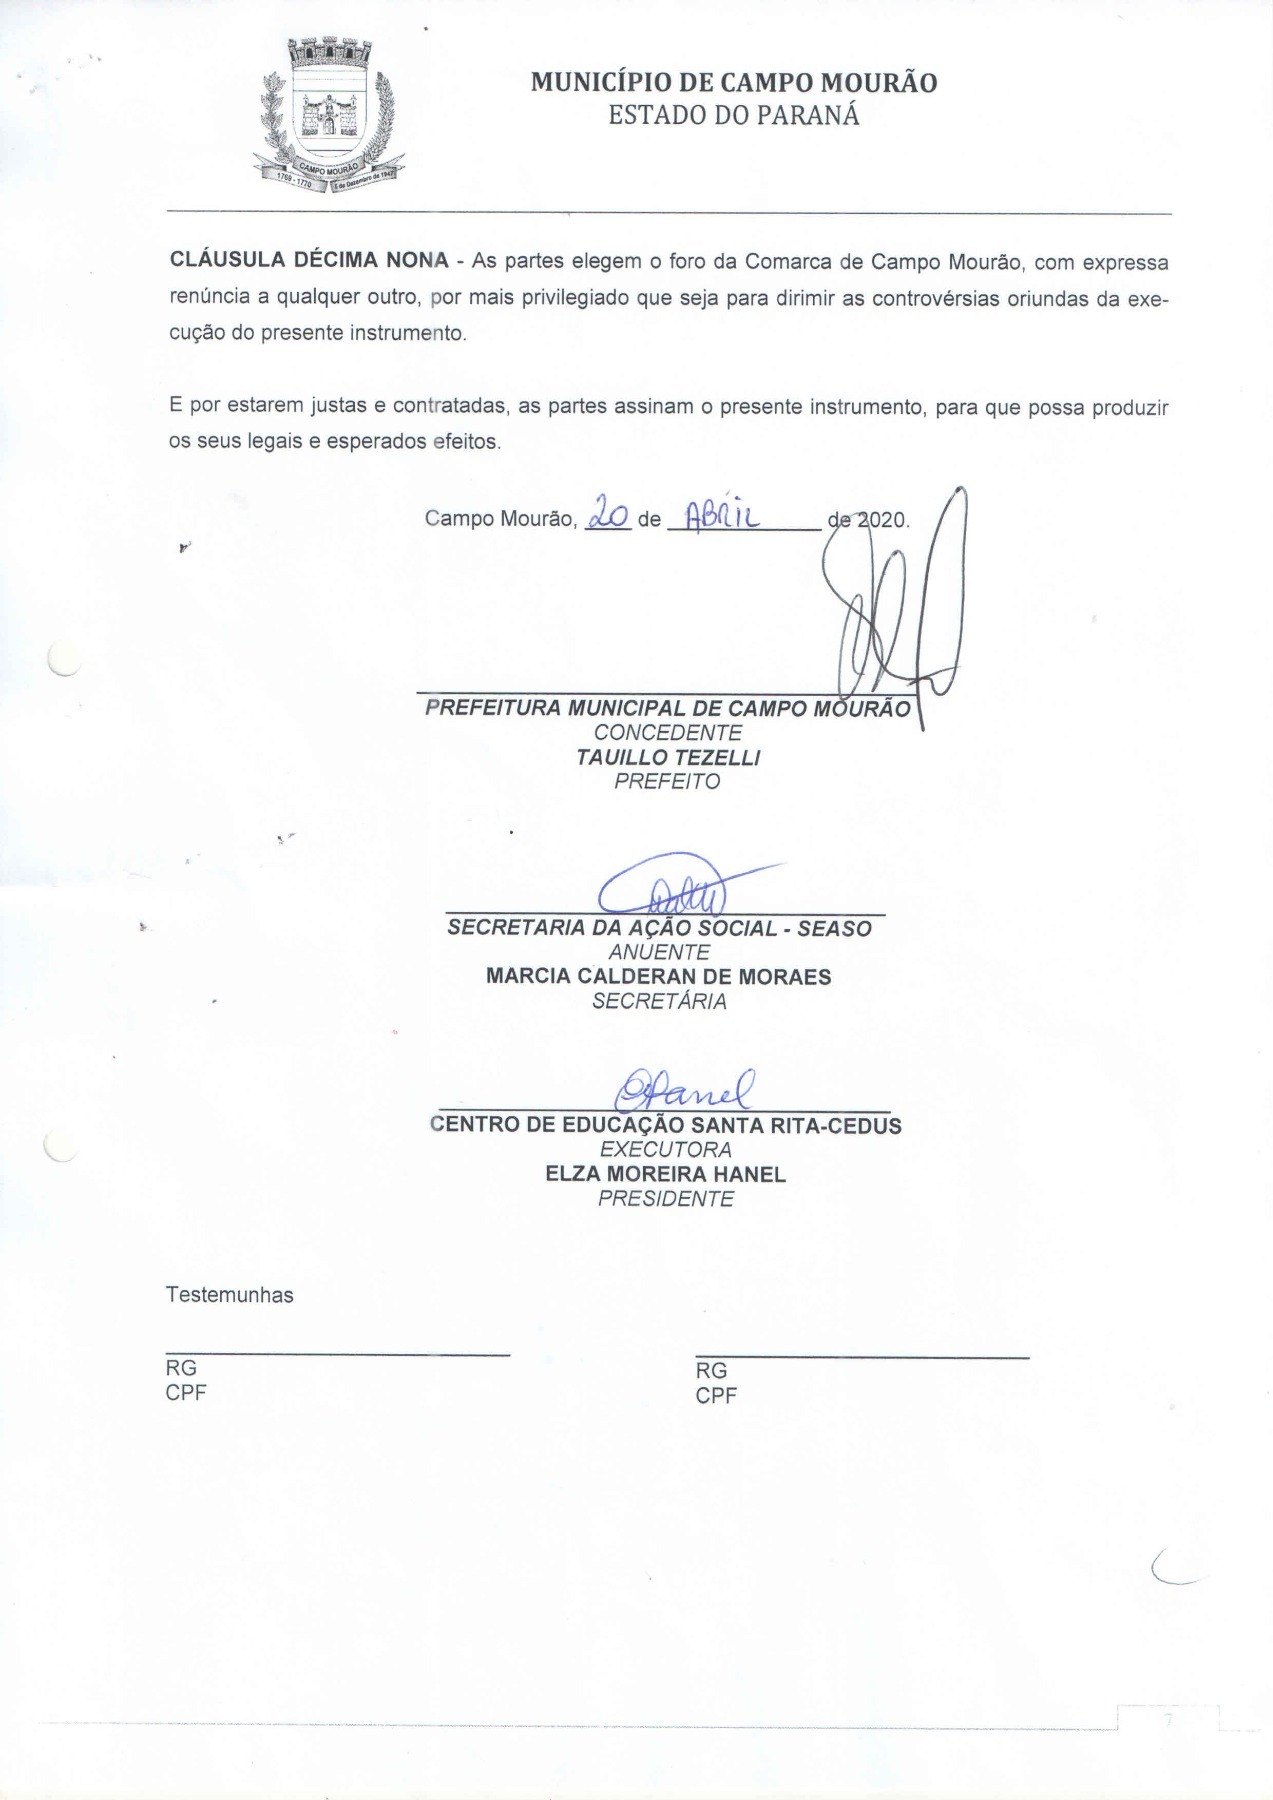 CAMPO MOURÃO
1769 - 1770
5 de Dezembro de 1947
MUNICÍPIO DE CAMPO MOURÃO
ESTADO DO PARANÁ
CLÁUSULA DÉCIMA NONA - As partes elegem o foro da Comarca de Campo Mourão, com expressa
renúncia a qualquer outro, por mais privilegiado que seja para dirimir as controvérsias oriundas da exe-
cução do presente instrumento.
E por estarem justas e contratadas, as partes assinam o presente instrumento, para que possa produzir
os seus legais e esperados efeitos.
Campo Mourão, 20 de ABRIL de 2020.
PREFEITURA MUNICIPAL DE CAMPO MOURÃO
CONCEDENTE
TAUILLO TEZELLI
PREFEITO
SECRETARIA DA AÇÃO SOCIAL - SEASO
ANUENTE
MARCIA CALDERAN DE MORAES
SECRETÁRIA
EHanel
CENTRO DE EDUCAÇÃO SANTA RITA-CEDUS
EXECUTORA
ELZA MOREIRA HANEL
PRESIDENTE
Testemunhas
RG
CPF
RG
CPF
7